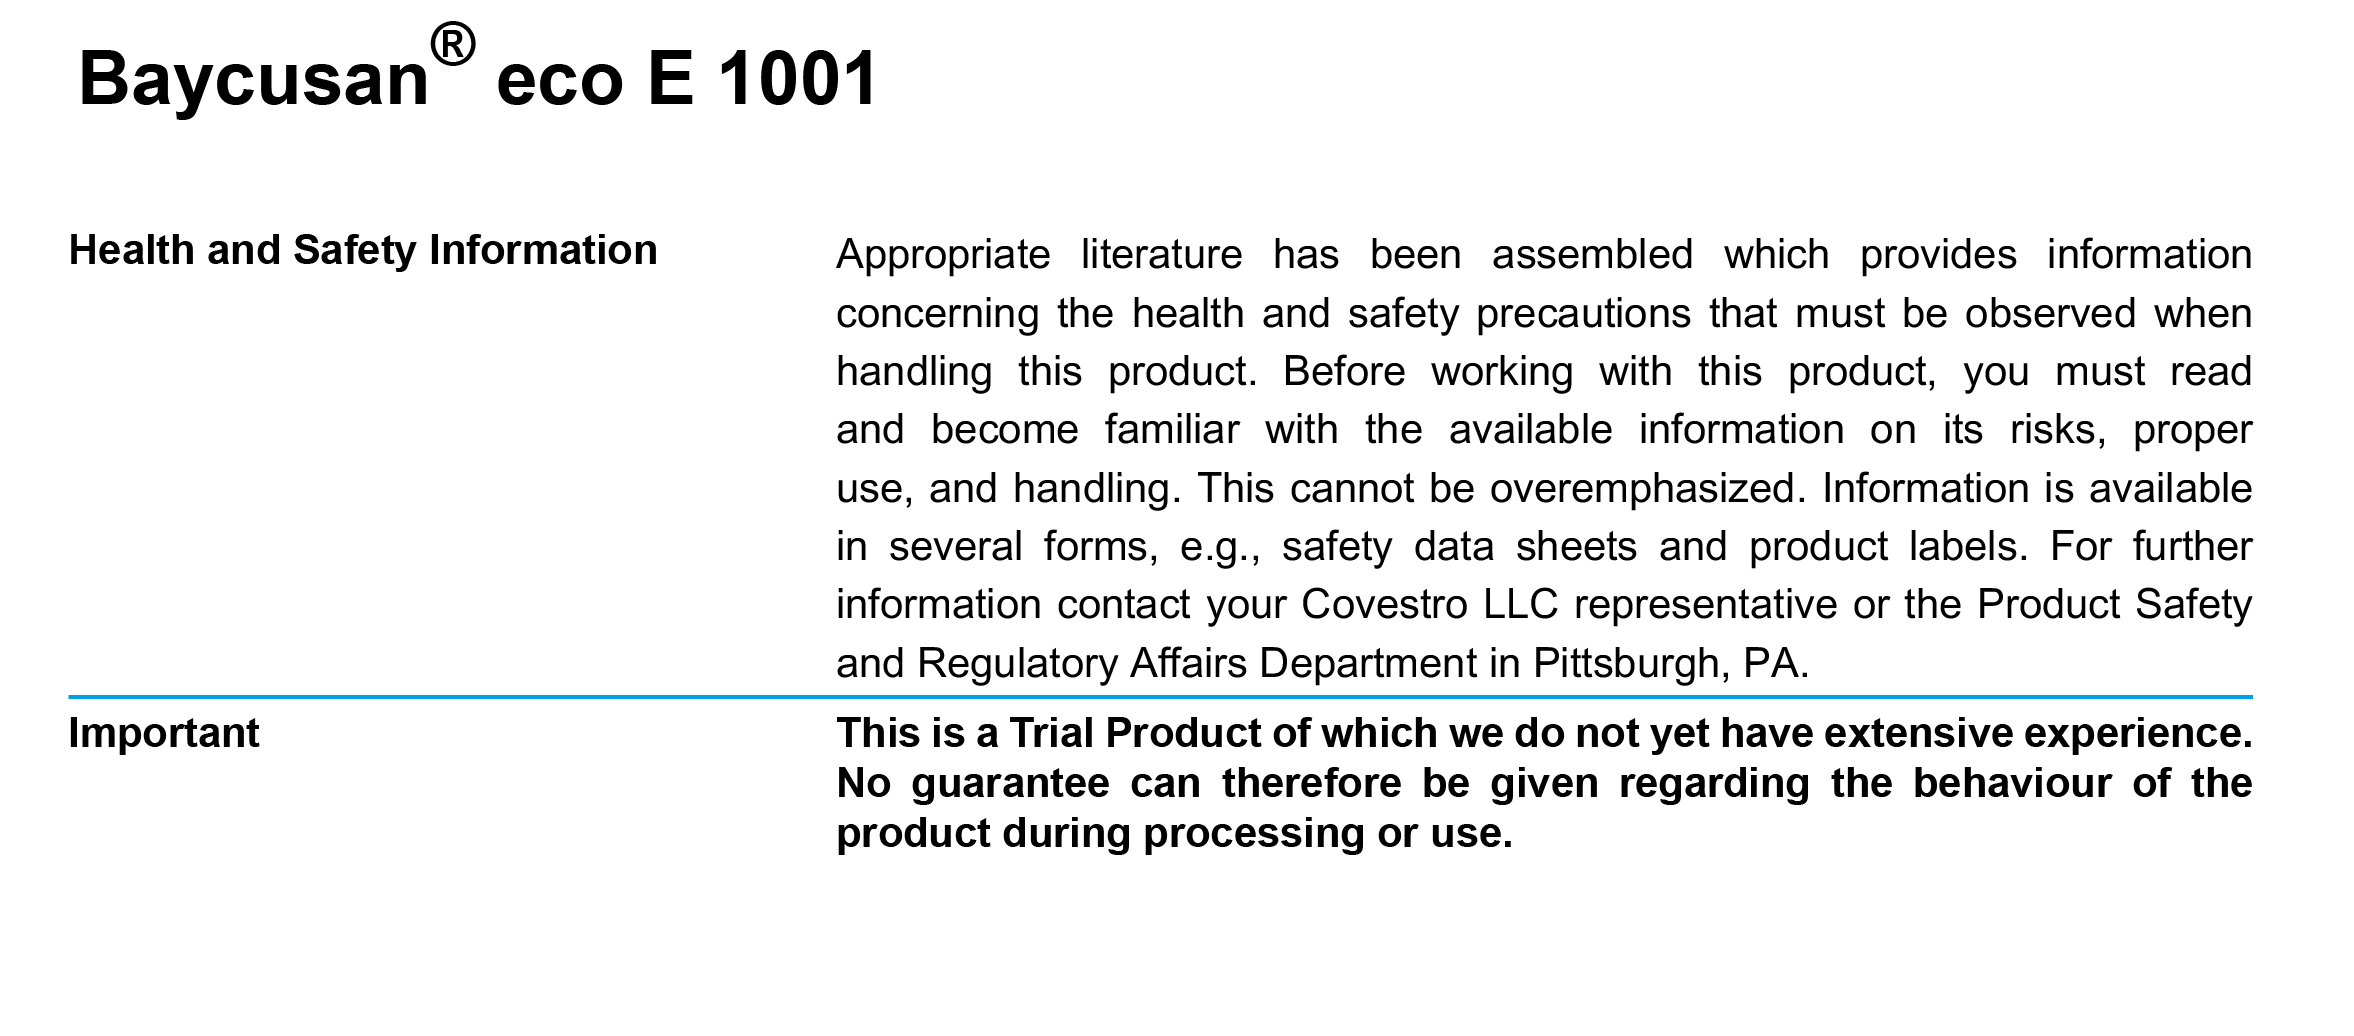 Baycusan® eco E 1001
Health and Safety Information
Appropriate literature has been assembled which provides information
concerning the health and safety precautions that must be observed when
handling this product. Before working with this product, you must read
and become familiar with the available information on its risks, proper
use, and handling. This cannot be overemphasized. Information is available
in several forms, e.g., safety data sheets and product labels. For further
information contact your Covestro LLC representative or the Product Safety
and Regulatory Affairs Department in Pittsburgh, PA.
Important
This is a Trial Product of which we do not yet have extensive experience.
No guarantee can therefore be given regarding the behaviour of the
product during processing or use.